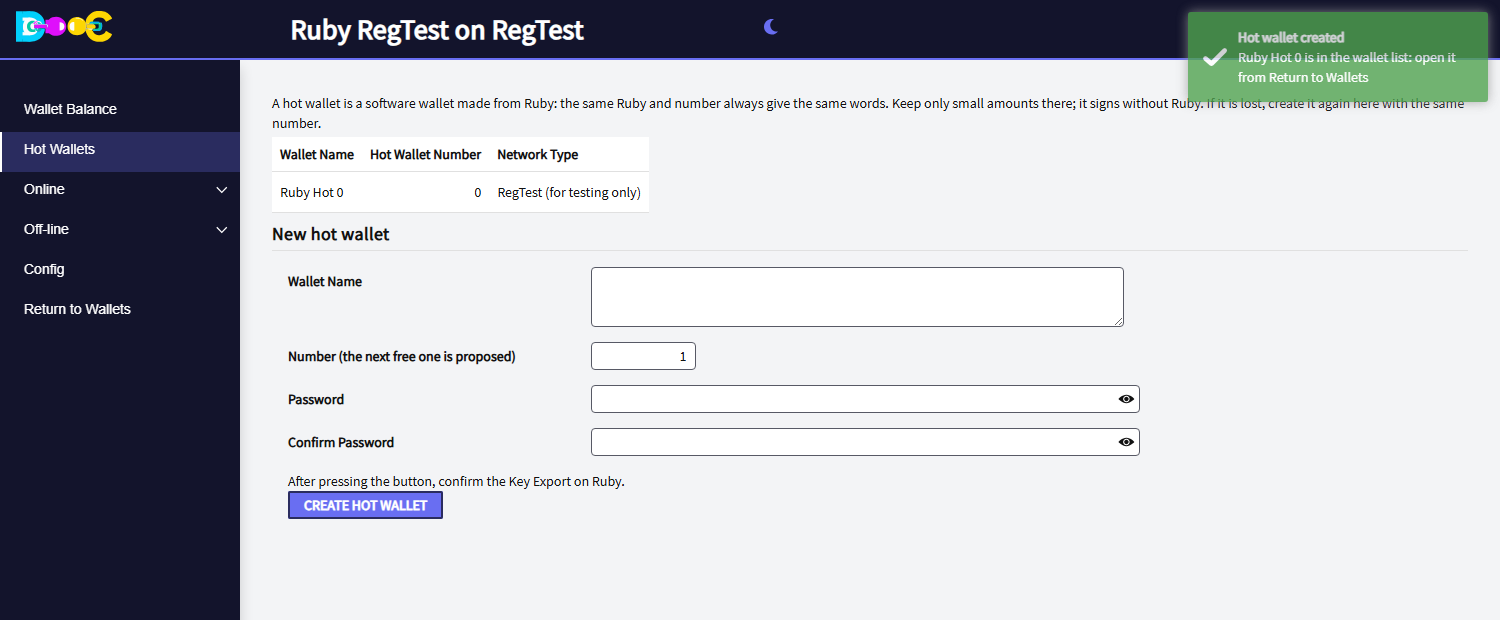 DOOC
Ruby RegTest on RegTest
Hot wallet created
Ruby Hot 0 is in the wallet list: open it
from Return to Wallets
Wallet Balance
Hot Wallets
Online
Off-line
Config
Return to Wallets
A hot wallet is a software wallet made from Ruby: the same Ruby and number always give the same words. Keep only small amounts there; it signs without Ruby. If it is lost, create it again here with the same
number.
Wallet Name Hot Wallet Number Network Type
Ruby Hot 0 0 RegTest (for testing only)
New hot wallet
Wallet Name
Number (the next free one is proposed) 1
Password
Confirm Password
After pressing the button, confirm the Key Export on Ruby.
CREATE HOT WALLET